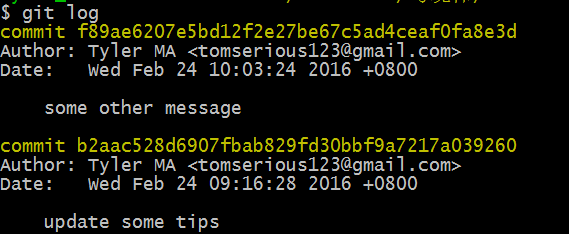 $ git log
commit f89ae6207e5bd12f2e27be67c5ad4ceaf0fa8e3d
Author: Tyler MA <tomserious123@gmail.com>
Date:   Wed Feb 24 10:03:24 2016 +0800
some other message
commit b2aac528d6907fbab829fd30bbf9a7217a039260
Author: Tyler MA <tomserious123@gmail.com>
Date:   Wed Feb 24 09:16:28 2016 +0800
update some tips